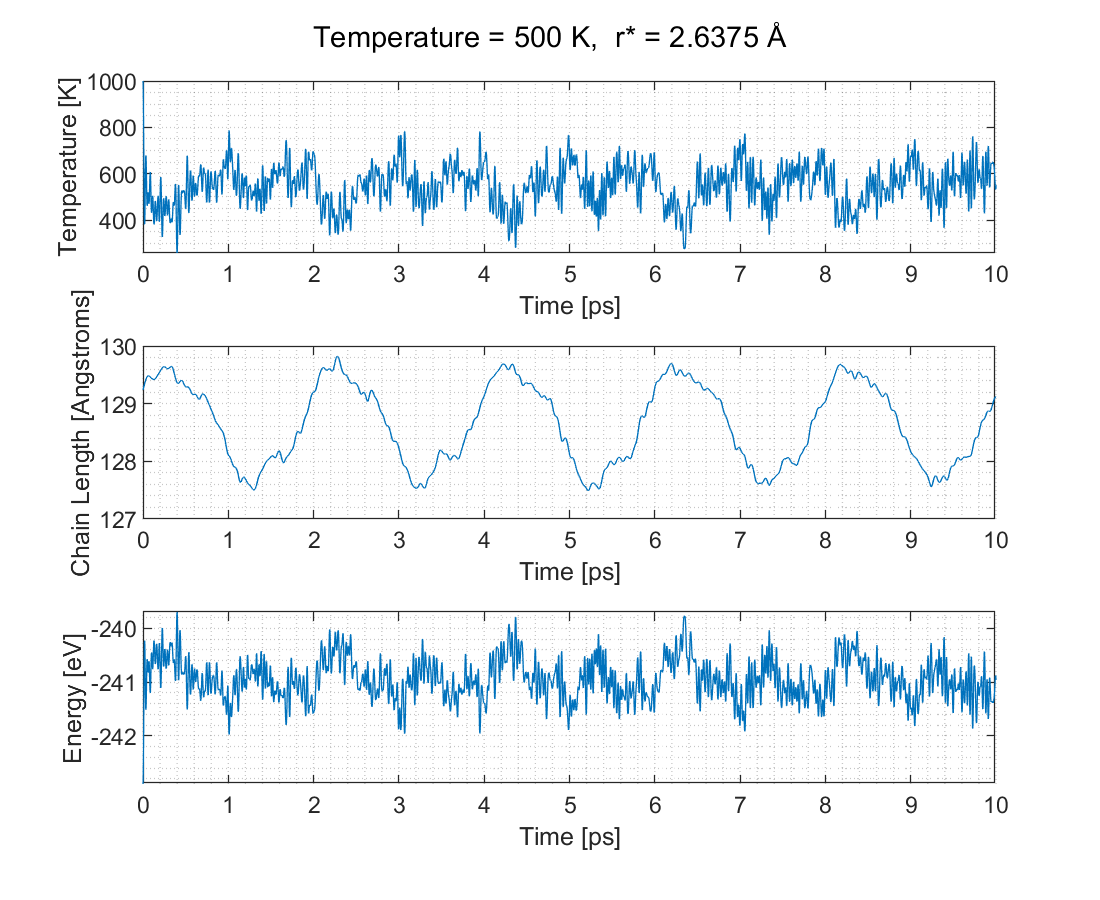 Temperature = 500 K,  r* = 2.6375 Å
Temperature [K]
1000
800
600
400
0 1 2 3 4 5 6 7 8 9 10
Time [ps]
Chain Length [Angstroms]
130
129
128
127
0 1 2 3 4 5 6 7 8 9 10
Time [ps]
Energy [eV]
-240
-241
-242
0 1 2 3 4 5 6 7 8 9 10
Time [ps]